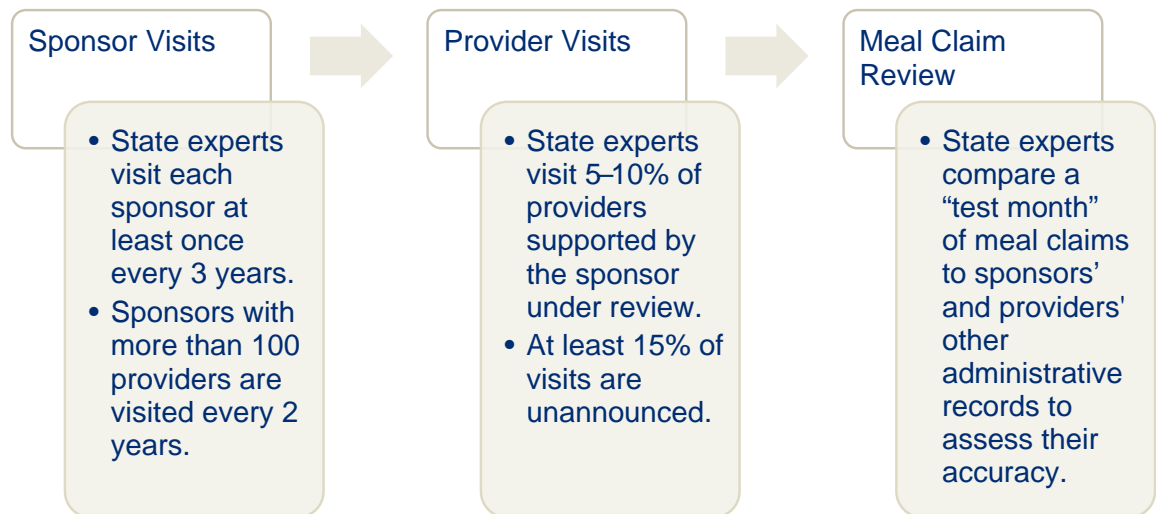 Sponsor Visits
• State experts
visit each
sponsor at
least once
every 3 years.
• Sponsors with
more than 100
providers are
visited every 2
years.
Provider Visits
• State experts
visit 5–10% of
providers
supported by
the sponsor
under review.
• At least 15% of
visits are
unannounced.
Meal Claim
Review
• State experts
compare a
“test month”
of meal claims
to sponsors’
and providers'
other
administrative
records to
assess their
accuracy.